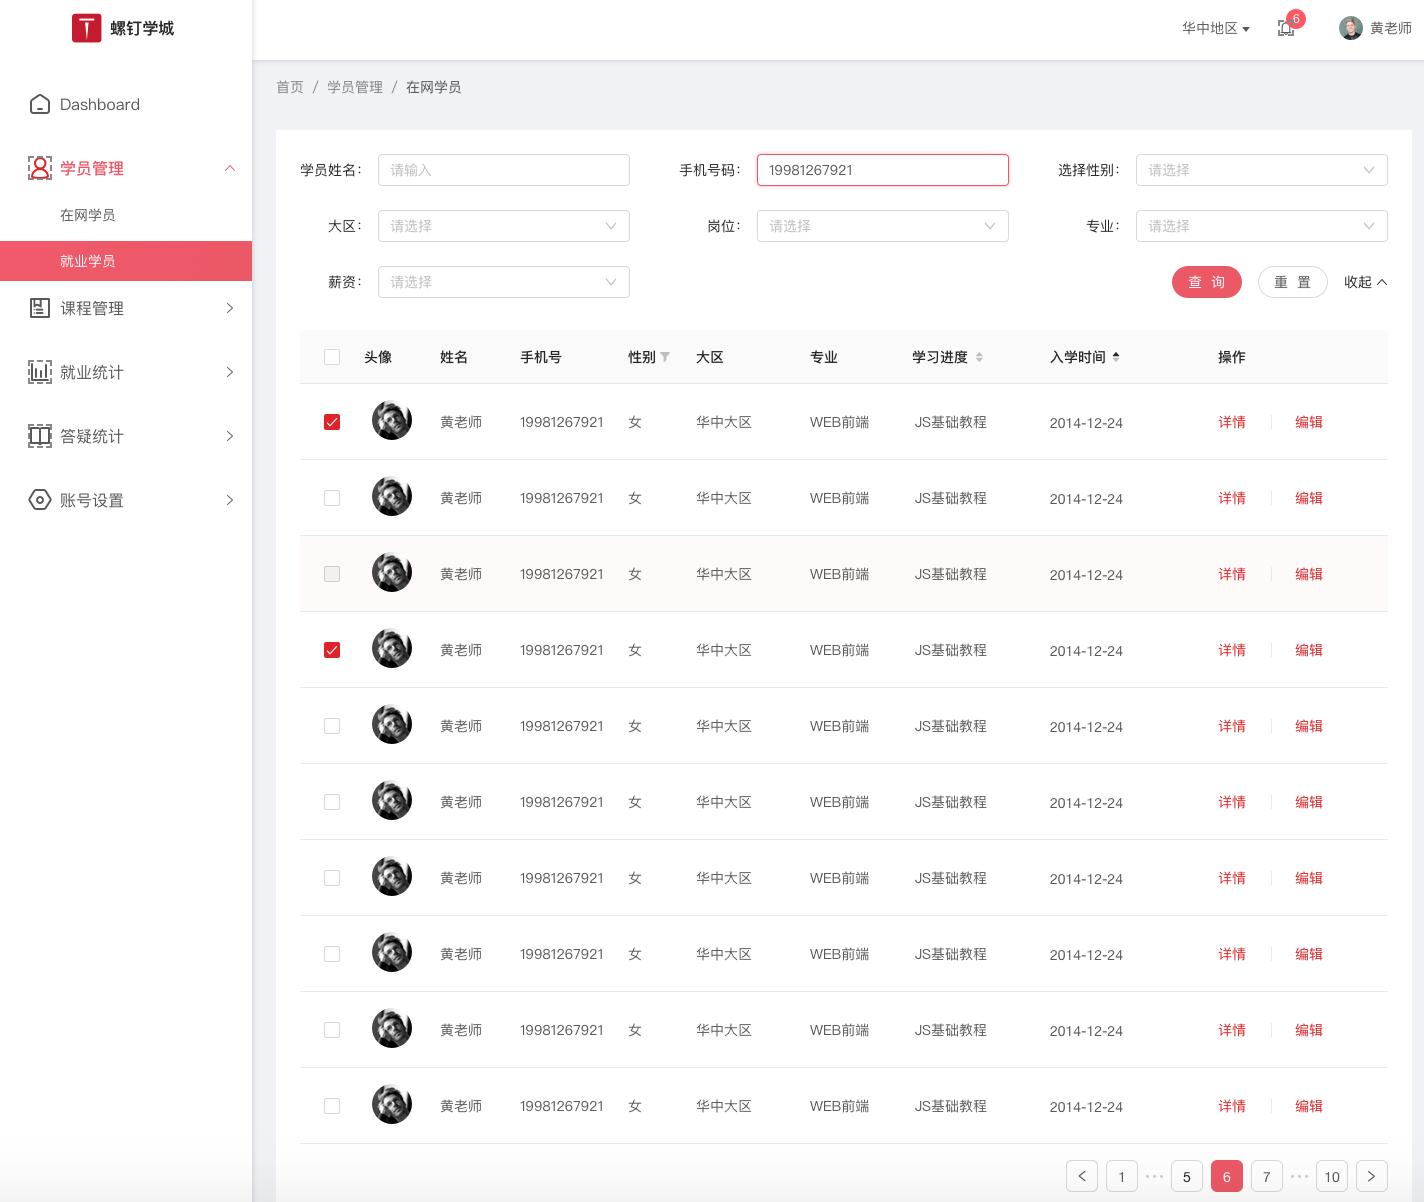 螺钉学城
华中地区
6
黄老师
Dashboard
学员管理
在网学员
就业学员
课程管理
就业统计
答疑统计
账号设置
首页 / 学员管理 / 在网学员
学员姓名： 请输入 手机号码： 19981267921 选择性别： 请选择
大区： 请选择 岗位： 请选择 专业： 请选择
薪资： 请选择 查 询 重 置 收起
头像 姓名 手机号 性别 大区 专业 学习进度 入学时间 操作
黄老师 19981267921 女 华中大区 WEB前端 JS基础教程 2014-12-24 详情 编辑
黄老师 19981267921 女 华中大区 WEB前端 JS基础教程 2014-12-24 详情 编辑
黄老师 19981267921 女 华中大区 WEB前端 JS基础教程 2014-12-24 详情 编辑
黄老师 19981267921 女 华中大区 WEB前端 JS基础教程 2014-12-24 详情 编辑
黄老师 19981267921 女 华中大区 WEB前端 JS基础教程 2014-12-24 详情 编辑
黄老师 19981267921 女 华中大区 WEB前端 JS基础教程 2014-12-24 详情 编辑
黄老师 19981267921 女 华中大区 WEB前端 JS基础教程 2014-12-24 详情 编辑
黄老师 19981267921 女 华中大区 WEB前端 JS基础教程 2014-12-24 详情 编辑
黄老师 19981267921 女 华中大区 WEB前端 JS基础教程 2014-12-24 详情 编辑
黄老师 19981267921 女 华中大区 WEB前端 JS基础教程 2014-12-24 详情 编辑
1 ··· 5 6 7 ··· 10